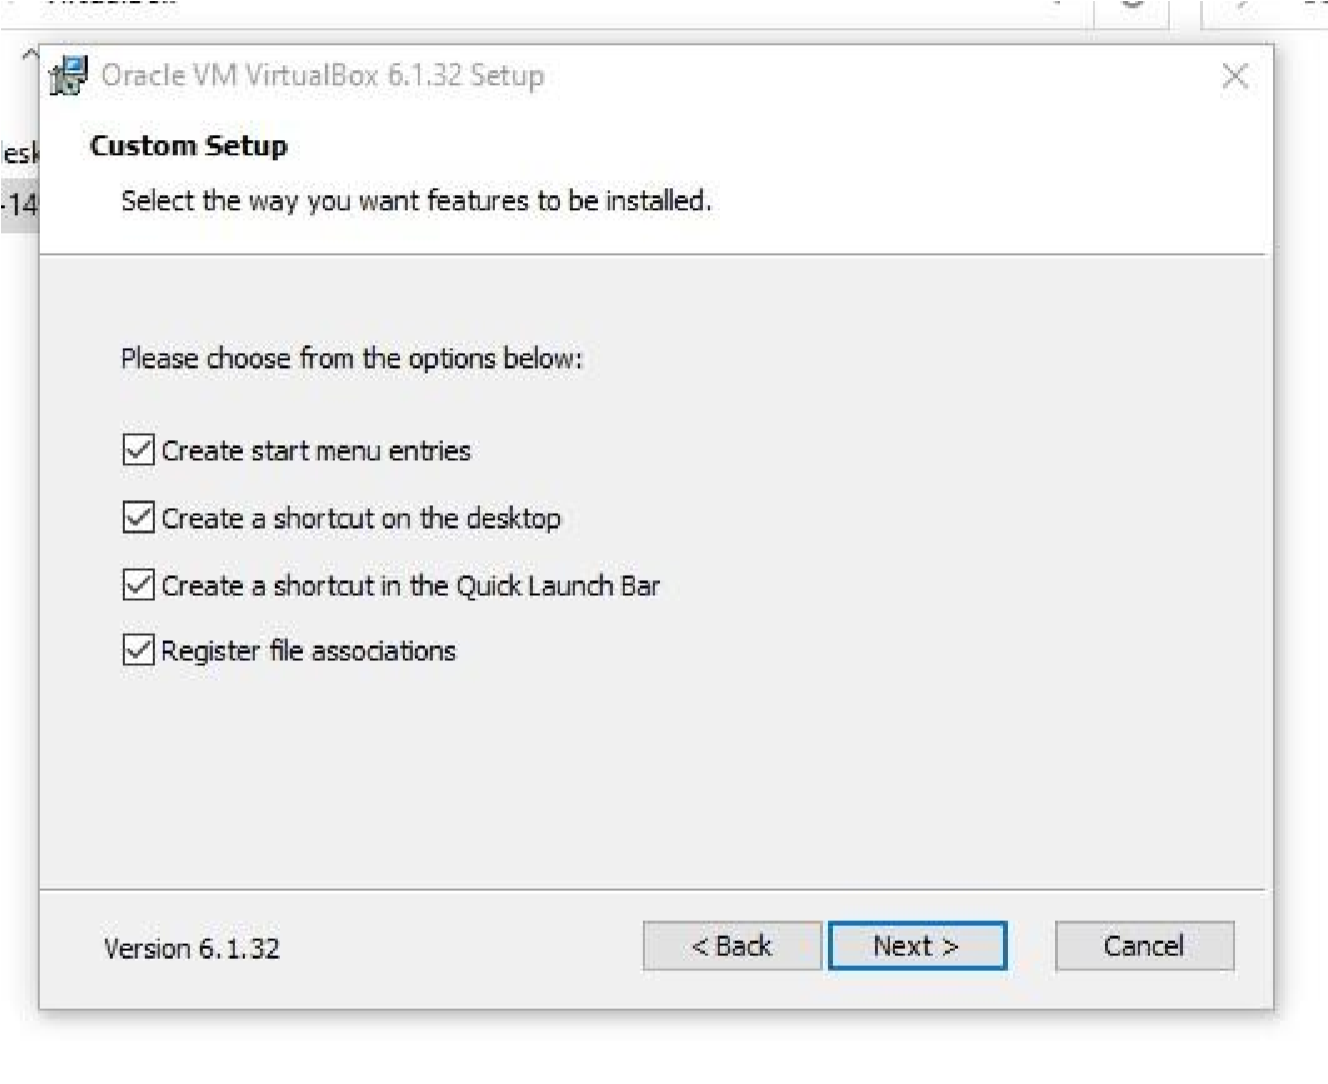 Oracle VM VirtualBox 6.1.32 Setup
Custom Setup
Select the way you want features to be installed.
Please choose from the options below:
Create start menu entries
Create a shortcut on the desktop
Create a shortcut in the Quick Launch Bar
Register file associations
Version 6.1.32
< Back
Next >
Cancel